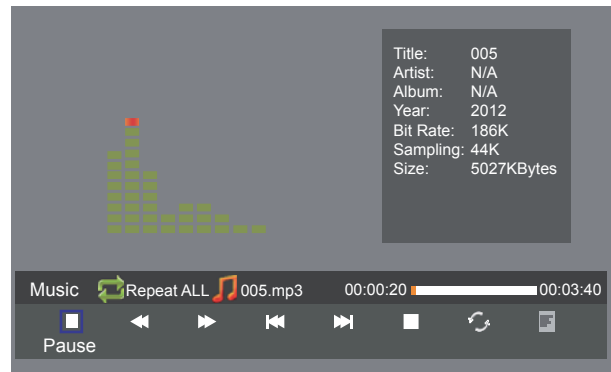 Title: 005
Artist: N/A
Album: N/A
Year: 2012
Bit Rate: 186K
Sampling: 44K
Size: 5027KBytes
Music Repeat ALL 005.mp3 00:00:20 00:03:40
Pause